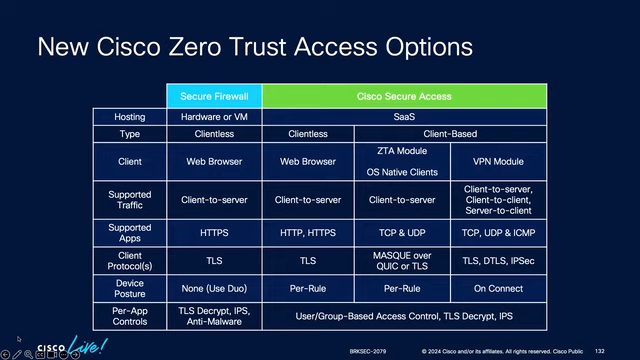 New Cisco Zero Trust Access Options
Secure Firewall Cisco Secure Access
Hosting Hardware or VM SaaS
Type Clientless Clientless Client-Based
Client Web Browser Web Browser ZTA Module
OS Native Clients VPN Module
Supported
Traffic Client-to-server Client-to-server Client-to-server Client-to-server,
Client-to-client,
Server-to-client
Supported
Apps HTTPS HTTP, HTTPS TCP & UDP TCP, UDP & ICMP
Client
Protocol(s) TLS TLS MASQUE over
QUIC or TLS TLS, DTLS, IPSec
Device
Posture None (Use Duo) Per-Rule Per-Rule On Connect
Per-App
Controls TLS Decrypt, IPS,
Anti-Malware User/Group-Based Access Control, TLS Decrypt, IPS
CISCO Live!
BRKSEC-2079 © 2024 Cisco and/or its affiliates. All rights reserved. Cisco Public 132